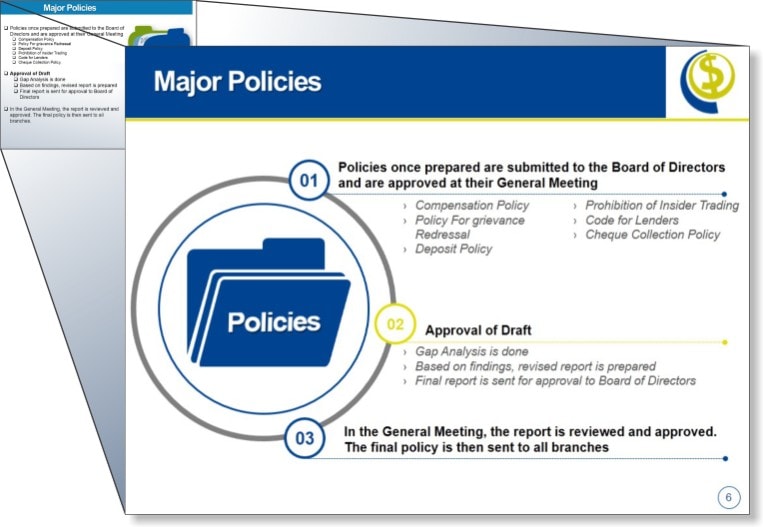 Major Policies
Policies once prepared are submitted to the Board of
Directors and are approved at their General Meeting
Compensation Policy
Policy For grievance Redressal
Deposit Policy
Prohibition of Insider Trading
Code for Lenders
Cheque Collection Policy
Approval of Draft
Gap Analysis is done
Based on findings, revised report is prepared
Final report is sent for approval to Board of
Directors
In the General Meeting, the report is reviewed and
approved. The final policy is then sent to all
branches.
Major Policies
$
01
Policies once prepared are submitted to the Board of Directors
and are approved at their General Meeting
› Compensation Policy
› Policy For grievance
Redressal
› Deposit Policy
› Prohibition of Insider Trading
› Code for Lenders
› Cheque Collection Policy
Policies
02
Approval of Draft
› Gap Analysis is done
› Based on findings, revised report is prepared
› Final report is sent for approval to Board of Directors
03
In the General Meeting, the report is reviewed and approved.
The final policy is then sent to all branches
6